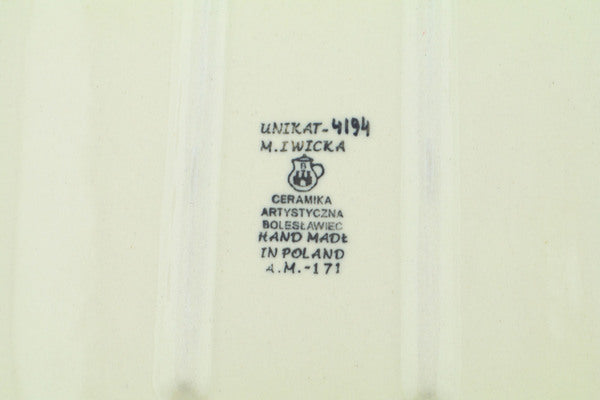 UNIKAT-4194
M.IWICKA
B
CERAMIKA
ARTYSTYCZNA
BOLESŁAWIEC
HAND MADE
IN POLAND
A.M.-171